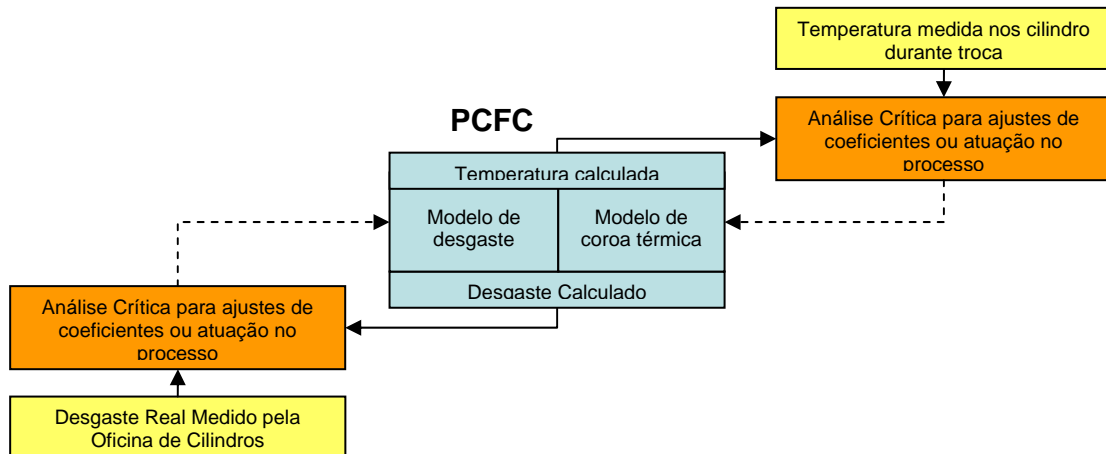 Temperatura medida nos cilindro
durante troca
PCFC
Análise Crítica para ajustes de
coeficientes ou atuação no
processo
Temperatura calculada
Modelo de
desgaste
Modelo de
coroa térmica
Desgaste Calculado
Análise Crítica para ajustes de
coeficientes ou atuação no
processo
Desgaste Real Medido pela
Oficina de Cilindros